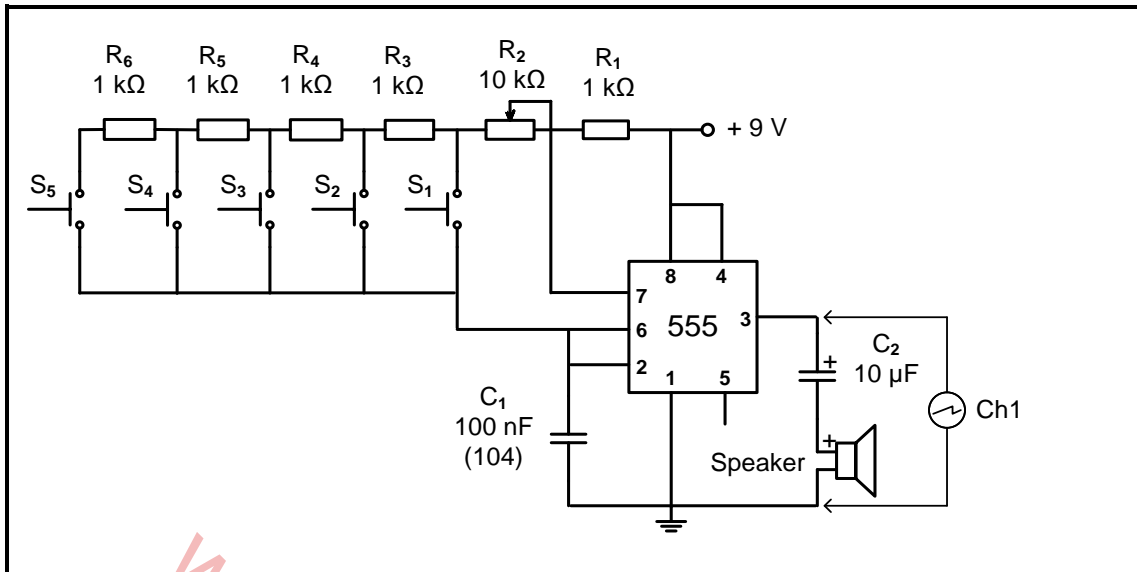 R6 R5 R4 R3 R2 R1
1 kΩ 1 kΩ 1 kΩ 1 kΩ 10 kΩ 1 kΩ
+ 9 V
S5 S4 S3 S2 S1
8 4
7
6 555 3
2
1 5
C1
100 nF
(104)
+ C2
10 µF
Ch1
+
Speaker